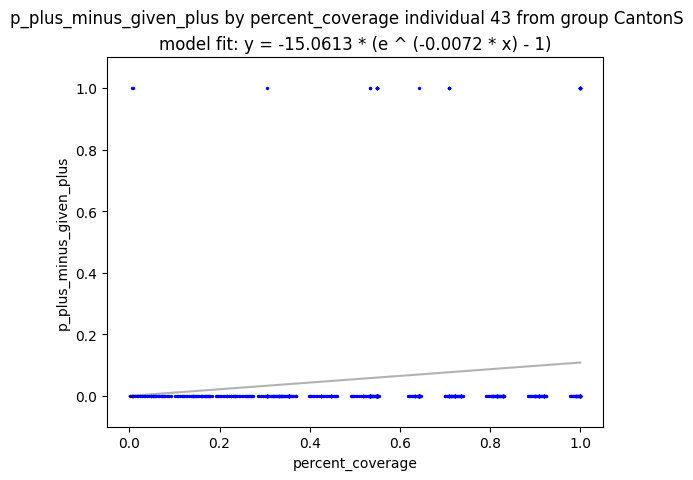 p_plus_minus_given_plus by percent_coverage individual 43 from group CantonS
model fit: y = -15.0613 * (e ^ (-0.0072 * x) - 1)
1.0
0.8
0.6
0.4
0.2
0.0
p_plus_minus_given_plus
0.0 0.2 0.4 0.6 0.8 1.0
percent_coverage